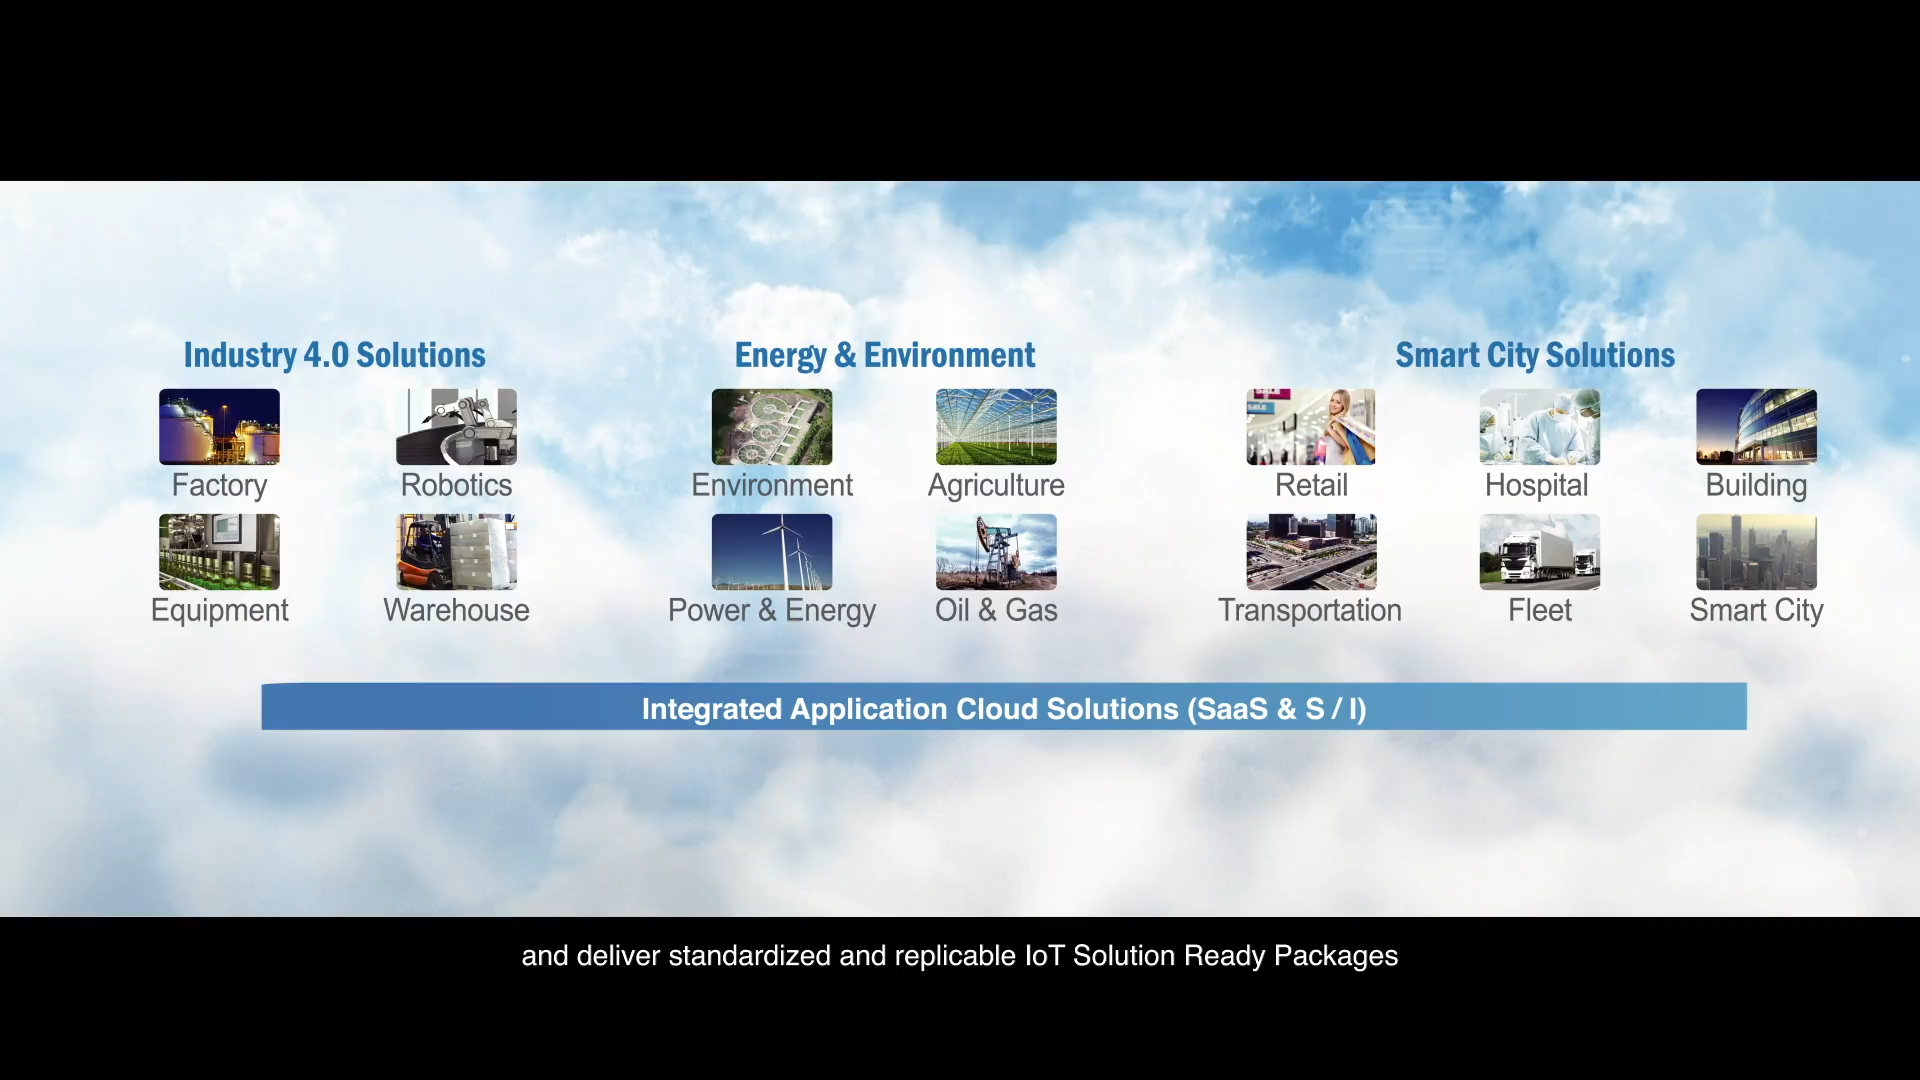 Industry 4.0 Solutions
Factory
Robotics
Equipment
Warehouse
Energy & Environment
Environment
Agriculture
Power & Energy
Oil & Gas
Smart City Solutions
SALE
Retail
Hospital
Building
Transportation
Fleet
Smart City
Integrated Application Cloud Solutions (SaaS & S / I)
and deliver standardized and replicable IoT Solution Ready Packages